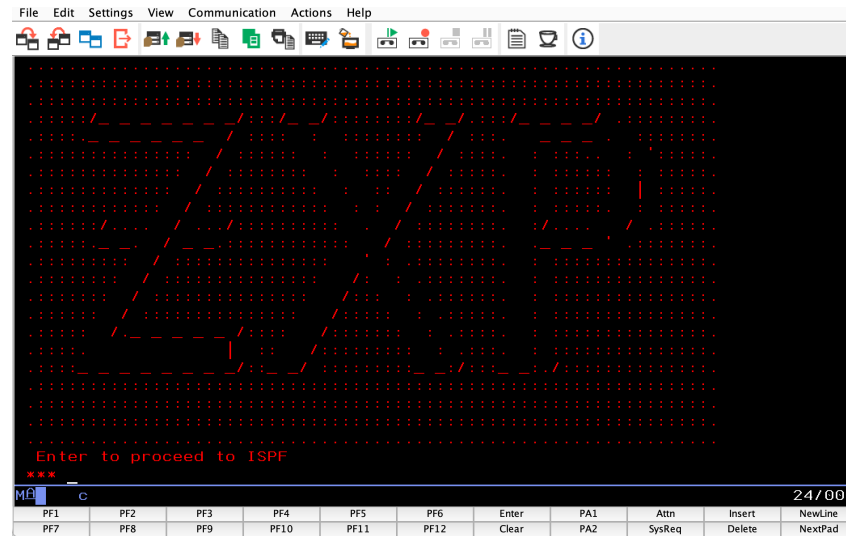 File Edit Settings View Communication Actions Help
ZXP
Enter to proceed to ISPF
***
c
24/00
PF1 PF2 PF3 PF4 PF5 PF6 Enter PA1 Attn Insert NewLine
PF7 PF8 PF9 PF10 PF11 PF12 Clear PA2 SysReq Delete NextPad